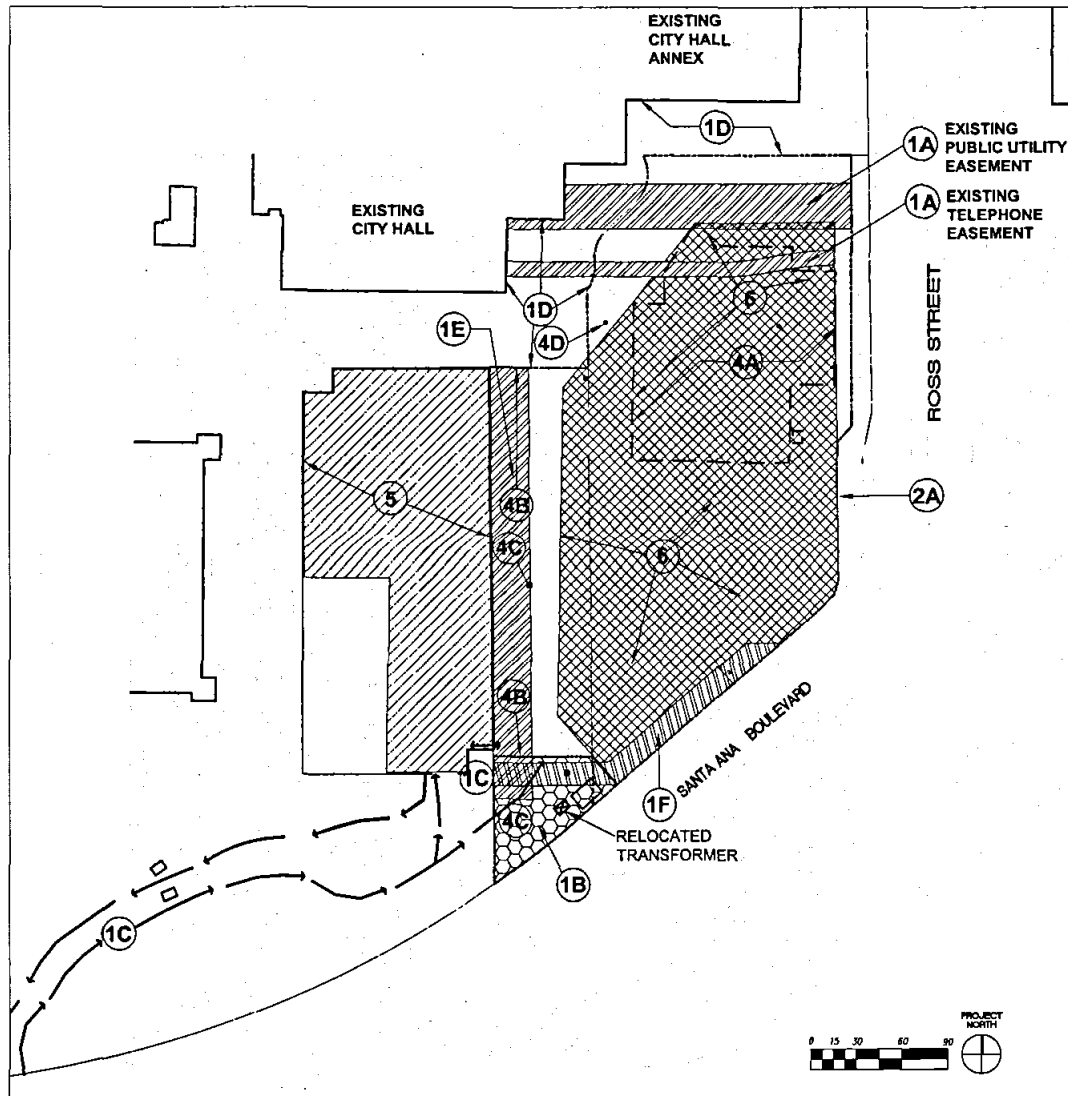 EXISTING
CITY HALL
ANNEX
1D
1A
EXISTING
PUBLIC UTILITY
EASEMENT
1A
EXISTING
TELEPHONE
EASEMENT
EXISTING
CITY HALL
1D
6
1E
4D
4A
ROSS STREET
5
4B
4C
2A
6
4B
SANTA ANA BOULEVARD
1C
1F
4C
RELOCATED
TRANSFORMER
1B
1C
PROJECT
NORTH
0 15 30 60 90